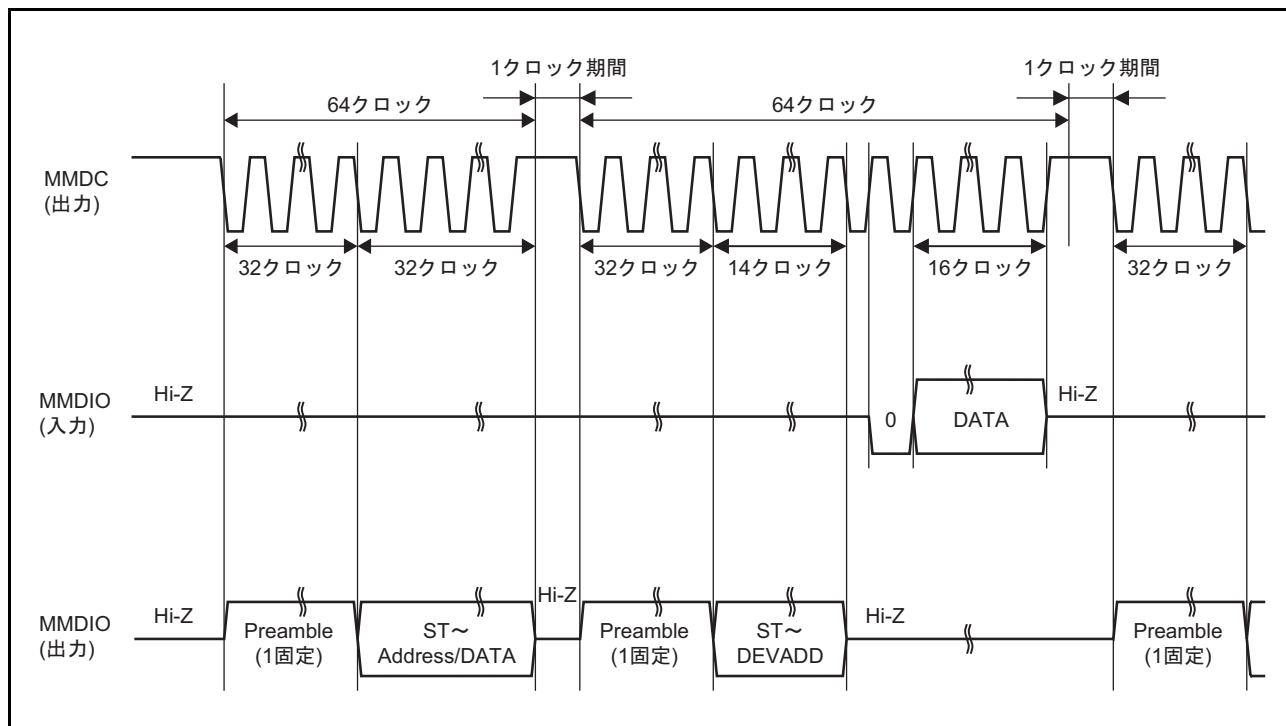 1クロック期間
1クロック期間
64クロック
64クロック
MMDC
(出力)
32クロック
32クロック
32クロック
14クロック
16クロック
32クロック
MMDIO
(入力)
Hi-Z
0
DATA
Hi-Z
MMDIO
(出力)
Hi-Z
Preamble
(1固定)
ST～
Address/DATA
Hi-Z
Preamble
(1固定)
ST～
DEVADD
Hi-Z
Preamble
(1固定)